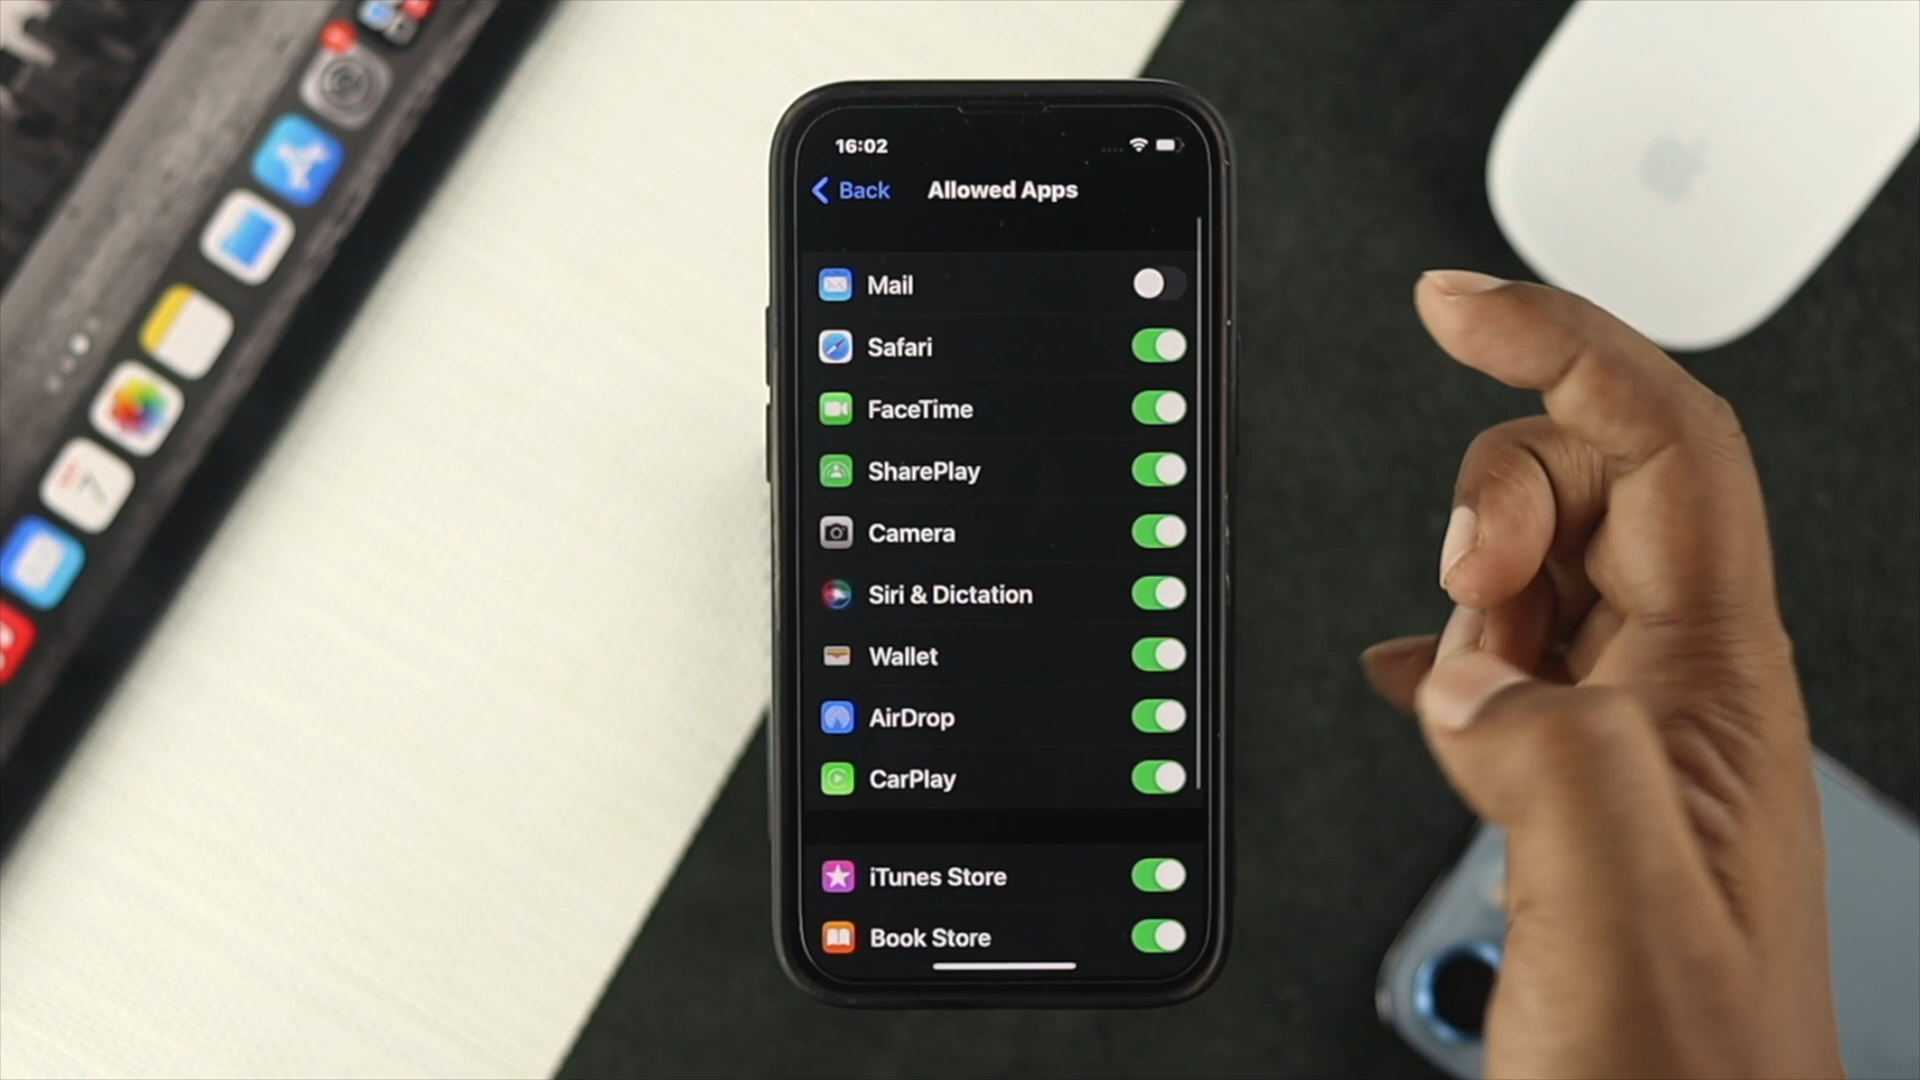 16:02
Back
Allowed Apps
Mail
Safari
FaceTime
SharePlay
Camera
Siri & Dictation
Wallet
AirDrop
CarPlay
iTunes Store
Book Store
7